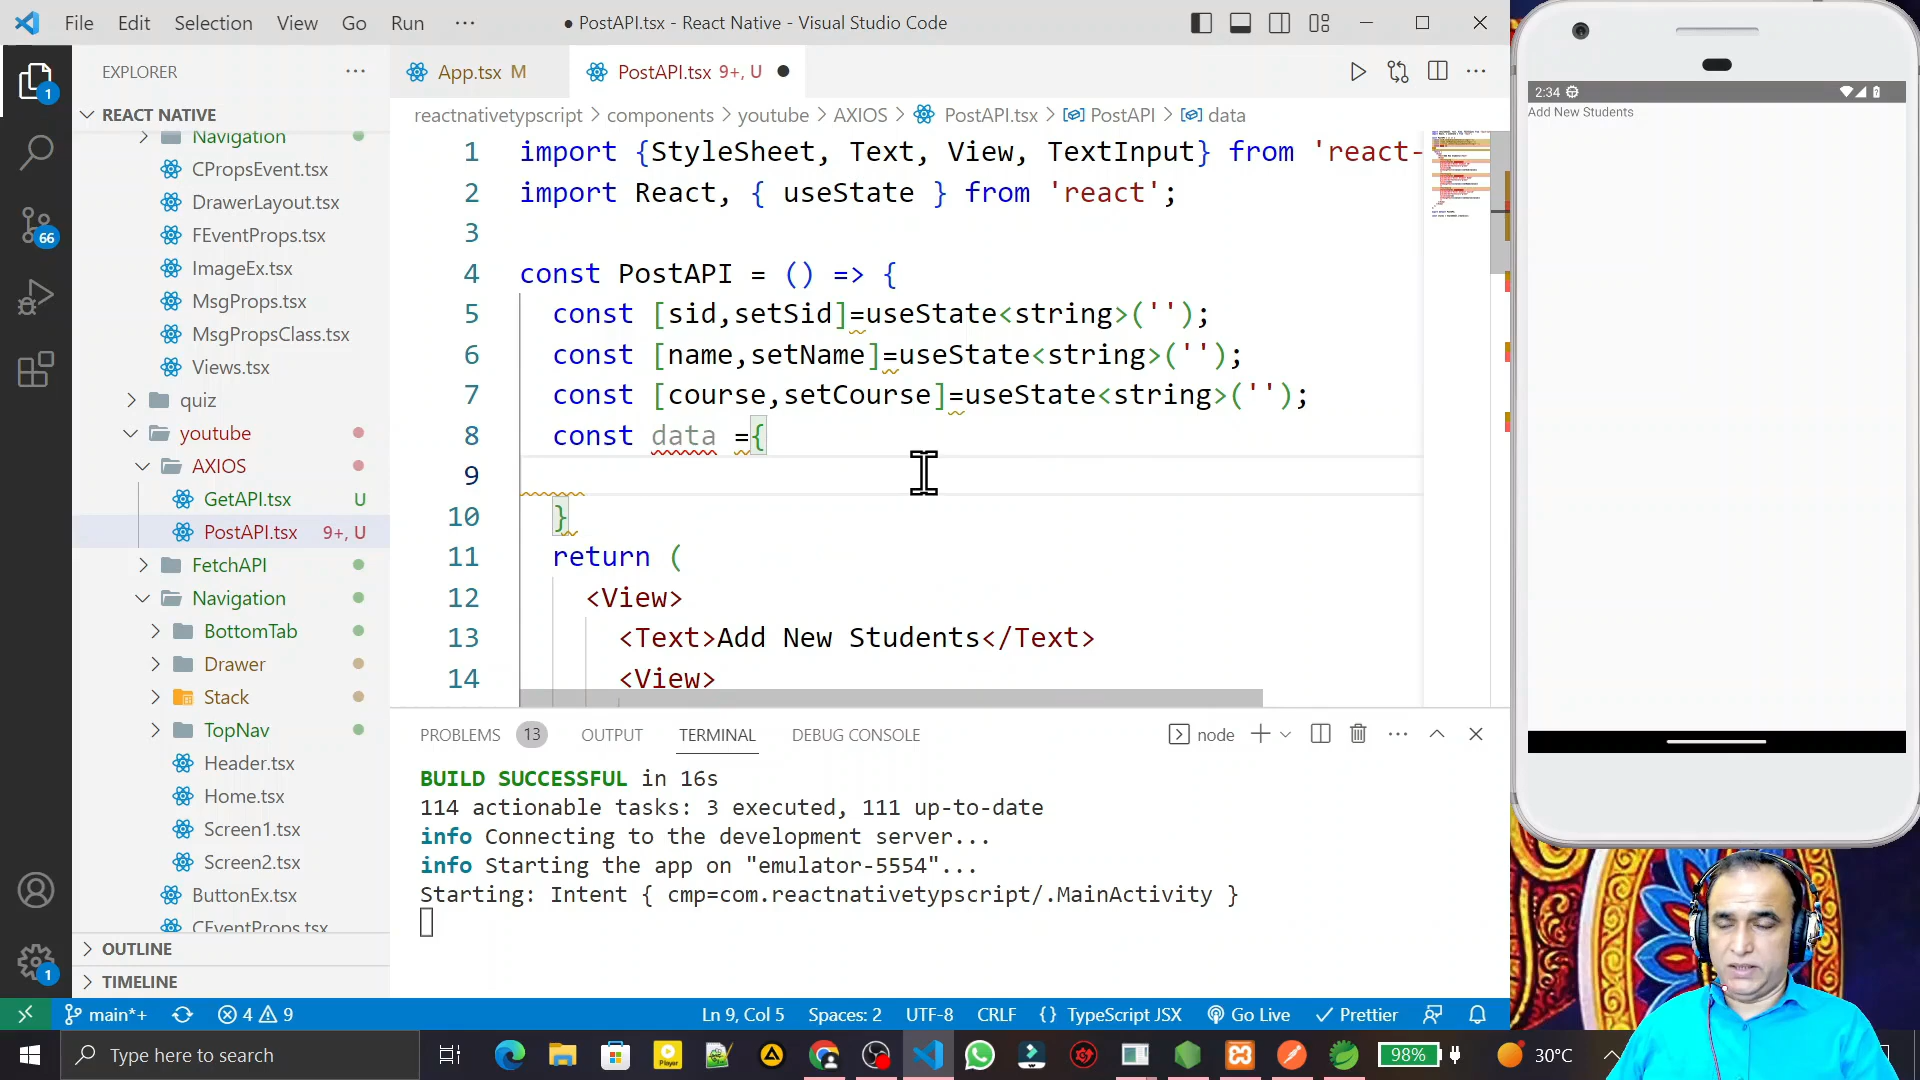 File Edit Selection View Go Run ···
● PostAPI.tsx - React Native - Visual Studio Code
EXPLORER
REACT NATIVE
Navigation
CPropsEvent.tsx
DrawerLayout.tsx
FEventProps.tsx
ImageEx.tsx
MsgProps.tsx
MsgPropsClass.tsx
Views.tsx
quiz
youtube
AXIOS
GetAPI.tsx U
PostAPI.tsx 9+, U
FetchAPI
Navigation
BottomTab
Drawer
Stack
TopNav
Header.tsx
Home.tsx
Screen1.tsx
Screen2.tsx
ButtonEx.tsx
CEventProps.tsx
OUTLINE
TIMELINE
1
66
1
App.tsx M
PostAPI.tsx 9+, U
reactnativetypscript > components > youtube > AXIOS > PostAPI.tsx > PostAPI > data
1 import {StyleSheet, Text, View, TextInput} from 'react-
2 import React, { useState } from 'react';
3
4 const PostAPI = () => {
5 const [sid,setSid]=useState<string>('');
6 const [name,setName]=useState<string>('');
7 const [course,setCourse]=useState<string>('');
8 const data ={
9
10 }
11 return (
12 <View>
13 <Text>Add New Students</Text>
14 <View>
PROBLEMS 13 OUTPUT TERMINAL DEBUG CONSOLE
node
BUILD SUCCESSFUL in 16s
114 actionable tasks: 3 executed, 111 up-to-date
info Connecting to the development server...
info Starting the app on "emulator-5554"...
Starting: Intent { cmp=com.reactnativetypscript/.MainActivity }
main*+ 4 9
Ln 9, Col 5 Spaces: 2 UTF-8 CRLF {} TypeScript JSX Go Live Prettier
Type here to search
Player
98%
30°C
2:34
Add New Students